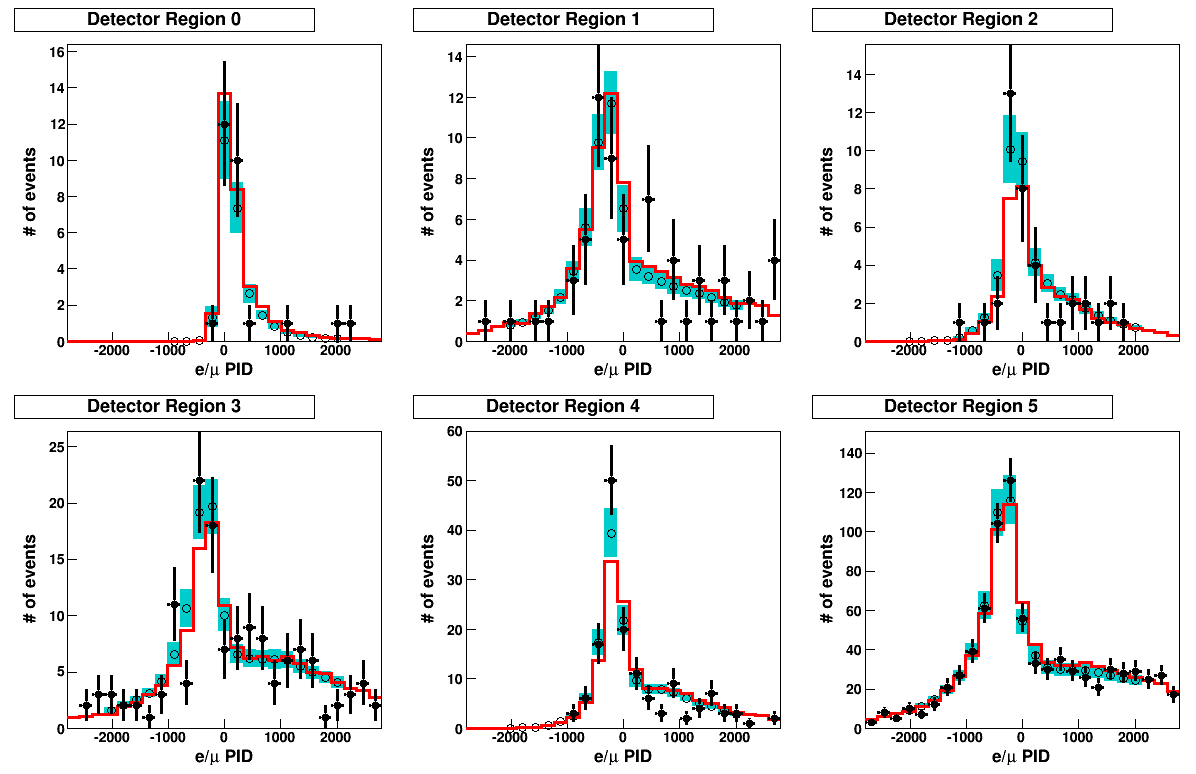 Detector Region 0
16
14
12
10
8
6
4
2
0
# of events
-2000 -1000 0 1000 2000
e/μ PID
Detector Region 1
14
12
10
8
6
4
2
0
# of events
-2000 -1000 0 1000 2000
e/μ PID
Detector Region 2
14
12
10
8
6
4
2
0
# of events
-2000 -1000 0 1000 2000
e/μ PID
Detector Region 3
25
20
15
10
5
0
# of events
-2000 -1000 0 1000 2000
e/μ PID
Detector Region 4
60
50
40
30
20
10
0
# of events
-2000 -1000 0 1000 2000
e/μ PID
Detector Region 5
140
120
100
80
60
40
20
0
# of events
-2000 -1000 0 1000 2000
e/μ PID